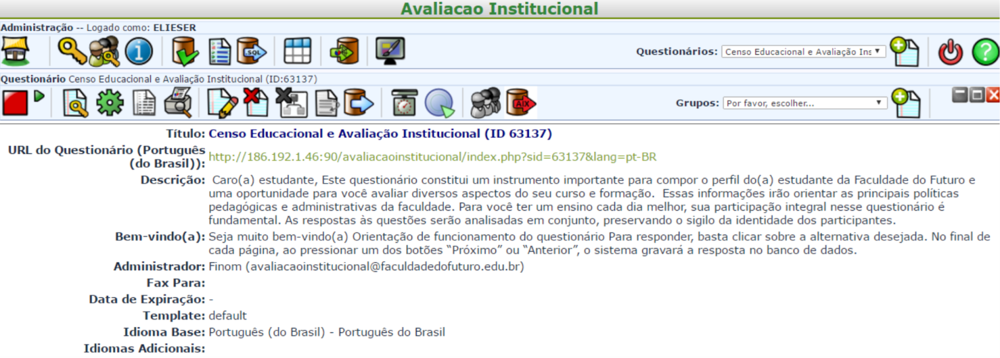 Avaliacao Institucional
Administração -- Logado como: ELIESER
SQL
Questionários: Censo Educacional e Avaliação Ins
Questionário Censo Educacional e Avaliação Institucional (ID:63137)
Grupos: Por favor, escolher...
Título: Censo Educacional e Avaliação Institucional (ID 63137)
URL do Questionário (Português
(do Brasil)): http://186.192.1.46:90/avaliacaoinstitucional/index.php?sid=63137&lang=pt-BR
Descrição: Caro(a) estudante, Este questionário constitui um instrumento importante para compor o perfil do(a) estudante da Faculdade do Futuro e
uma oportunidade para você avaliar diversos aspectos do seu curso e formação. Essas informações irão orientar as principais políticas
pedagógicas e administrativas da faculdade. Para você ter um ensino cada dia melhor, sua participação integral nesse questionário é
fundamental. As respostas às questões serão analisadas em conjunto, preservando o sigilo da identidade dos participantes.
Bem-vindo(a): Seja muito bem-vindo(a) Orientação de funcionamento do questionário Para responder, basta clicar sobre a alternativa desejada. No final de
cada página, ao pressionar um dos botões “Próximo” ou “Anterior”, o sistema gravará a resposta no banco de dados.
Administrador: Finom (avaliacaoinstitucional@faculdadedofuturo.edu.br)
Fax Para:
Data de Expiração: -
Template: default
Idioma Base: Português (do Brasil) - Português do Brasil
Idiomas Adicionais: